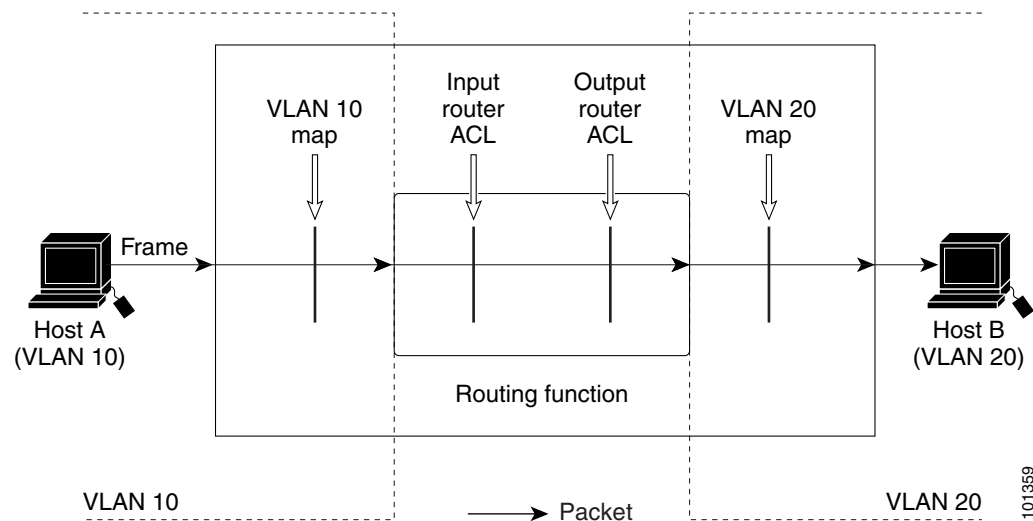 VLAN 10
map
Input
router
ACL
Output
router
ACL
VLAN 20
map
Frame
Host A
(VLAN 10)
Host B
(VLAN 20)
Routing function
VLAN 10
Packet
VLAN 20
101359